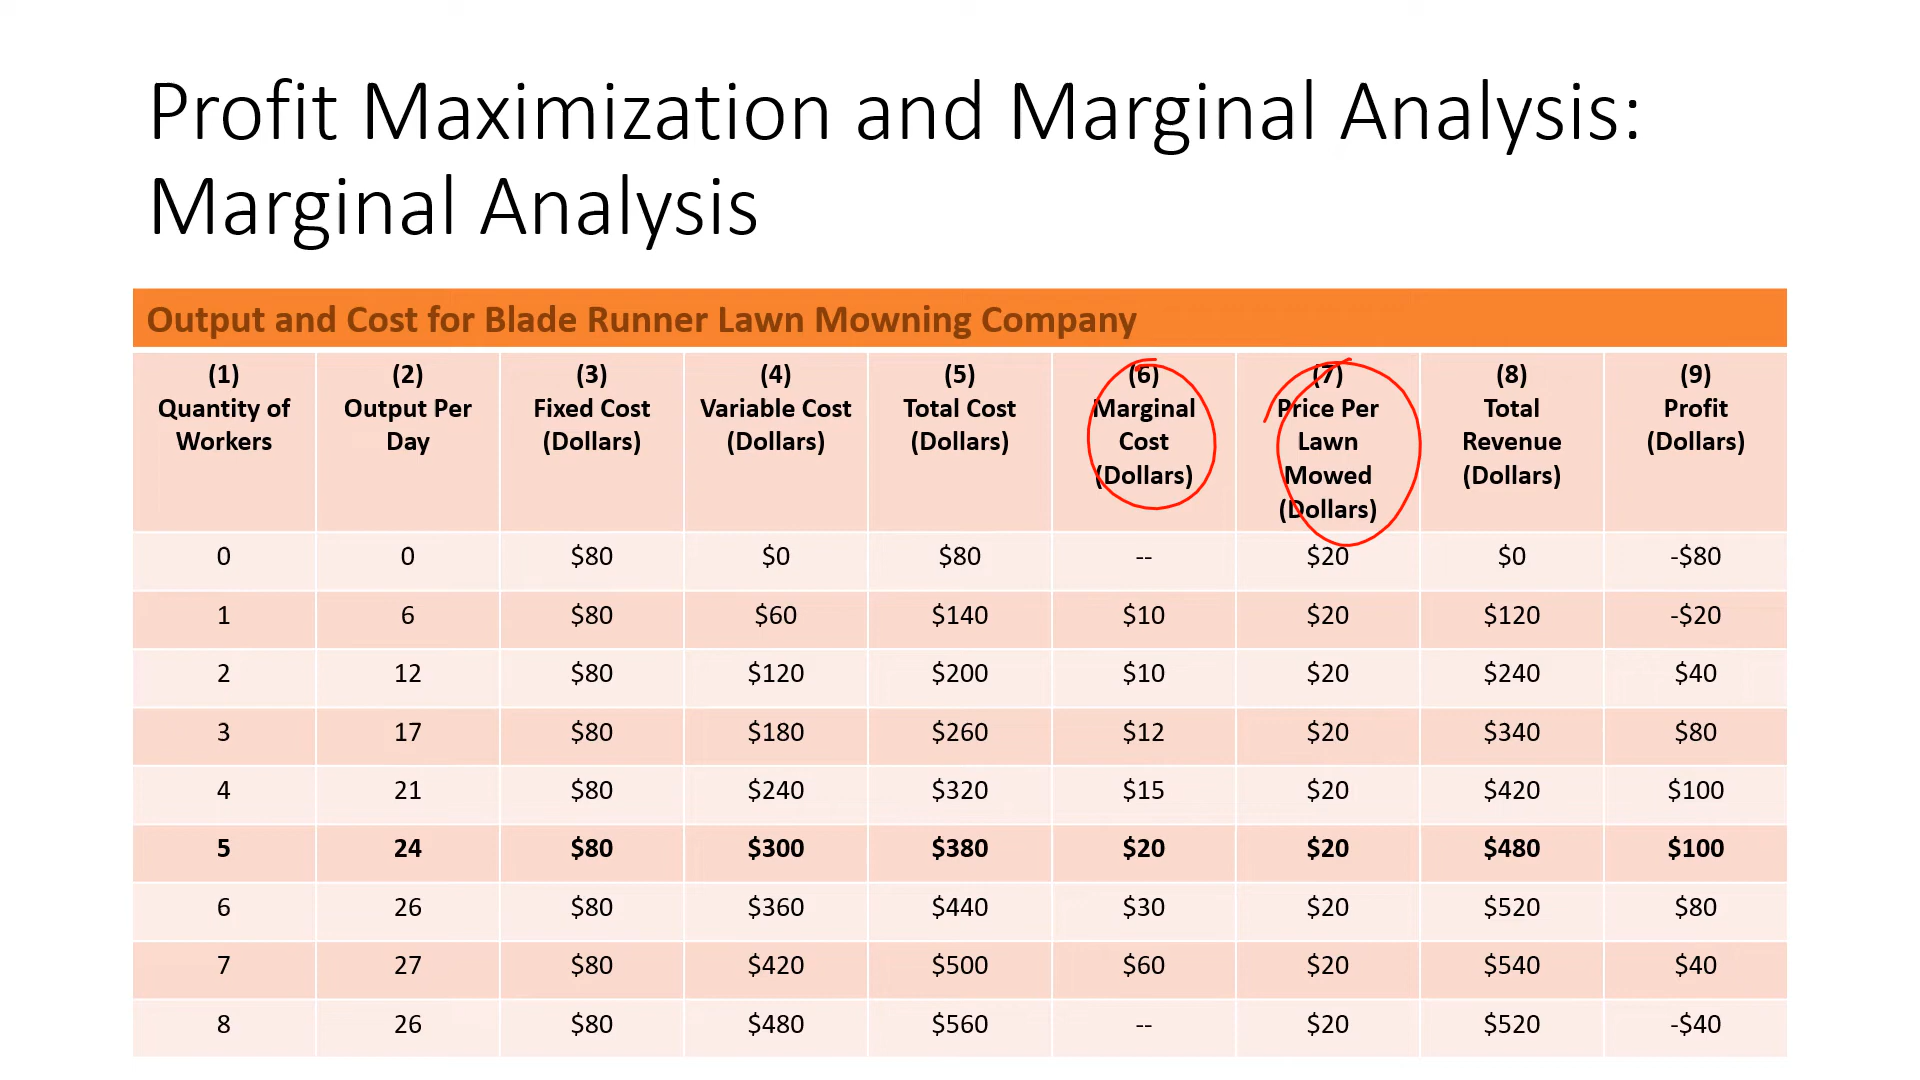 Profit Maximization and Marginal Analysis:
Marginal Analysis
Output and Cost for Blade Runner Lawn Mowning Company
(1) Quantity of Workers (2) Output Per Day (3) Fixed Cost (Dollars) (4) Variable Cost (Dollars) (5) Total Cost (Dollars) (6) Marginal Cost (Dollars) (7) Price Per Lawn Mowed (Dollars) (8) Total Revenue (Dollars) (9) Profit (Dollars)
0 0 $80 $0 $80 -- $20 $0 -$80
1 6 $80 $60 $140 $10 $20 $120 -$20
2 12 $80 $120 $200 $10 $20 $240 $40
3 17 $80 $180 $260 $12 $20 $340 $80
4 21 $80 $240 $320 $15 $20 $420 $100
5 24 $80 $300 $380 $20 $20 $480 $100
6 26 $80 $360 $440 $30 $20 $520 $80
7 27 $80 $420 $500 $60 $20 $540 $40
8 26 $80 $480 $560 -- $20 $520 -$40